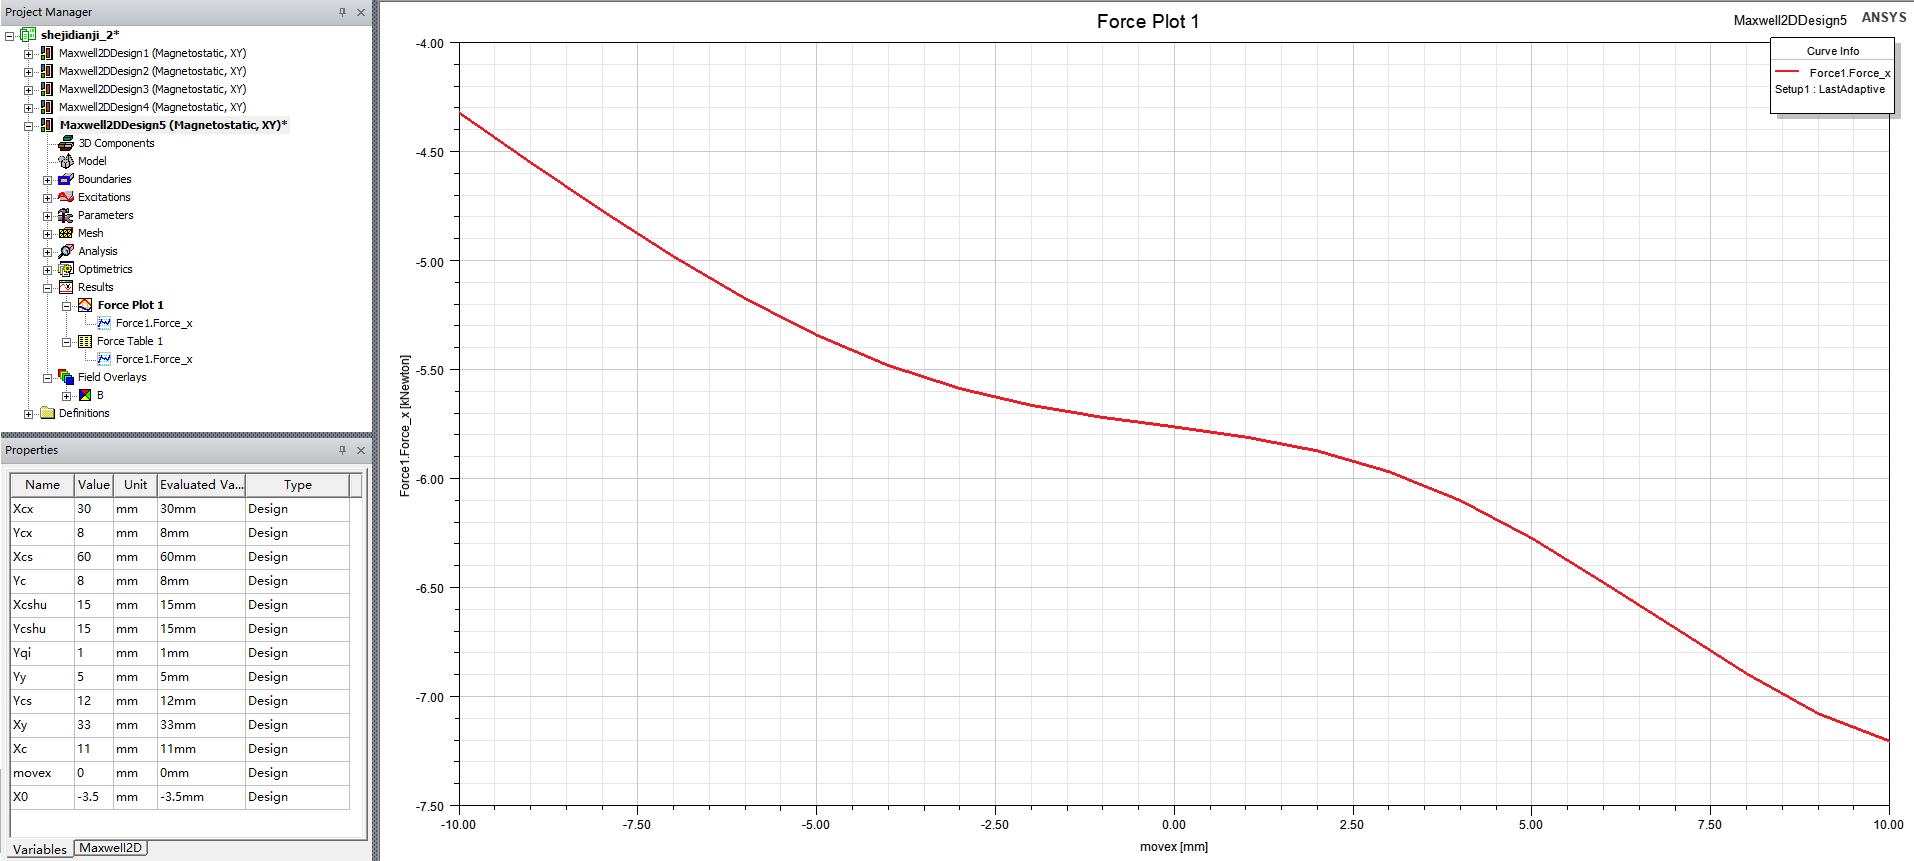 Project Manager
shejidianji_2*
Maxwell2DDesign1 (Magnetostatic, XY)
Maxwell2DDesign2 (Magnetostatic, XY)
Maxwell2DDesign3 (Magnetostatic, XY)
Maxwell2DDesign4 (Magnetostatic, XY)
Maxwell2DDesign5 (Magnetostatic, XY)*
3D Components
Model
Boundaries
Excitations
Parameters
Mesh
Analysis
Optimetrics
Results
Force Plot 1
Force1.Force_x
Force Table 1
Force1.Force_x
Field Overlays
B
Definitions
Properties
Name Value Unit Evaluated Va... Type
Xcx 30 mm 30mm Design
Ycx 8 mm 8mm Design
Xcs 60 mm 60mm Design
Yc 8 mm 8mm Design
Xcshu 15 mm 15mm Design
Ycshu 15 mm 15mm Design
Yqi 1 mm 1mm Design
Yy 5 mm 5mm Design
Ycs 12 mm 12mm Design
Xy 33 mm 33mm Design
Xc 11 mm 11mm Design
movex 0 mm 0mm Design
X0 -3.5 mm -3.5mm Design
Variables Maxwell2D
Force Plot 1
Maxwell2DDesign5 ANSYS
Curve Info
Force1.Force_x
Setup1 : LastAdaptive
Force1.Force_x [kNewton]
-4.00
-4.50
-5.00
-5.50
-6.00
-6.50
-7.00
-7.50
-10.00 -7.50 -5.00 -2.50 0.00 2.50 5.00 7.50 10.00
movex [mm]